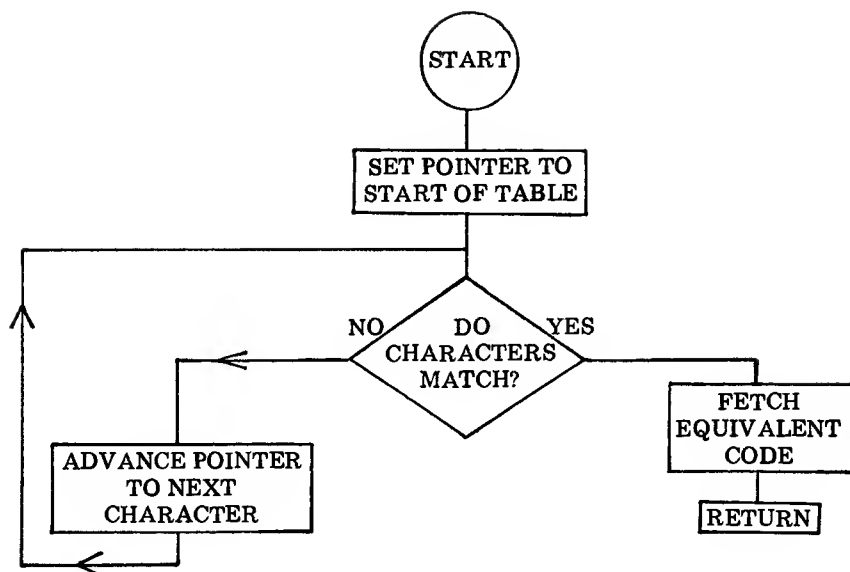 START
SET POINTER TO
START OF TABLE
NO
DO
CHARACTERS
MATCH?
YES
ADVANCE POINTER
TO NEXT
CHARACTER
FETCH
EQUIVALENT
CODE
RETURN